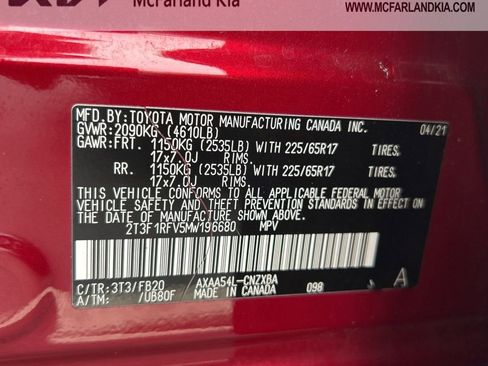 KIA
McFarland Kia
WWW.MCFARLANDKIA.COM
MFD.BY:TOYOTA MOTOR MANUFACTURING CANADA INC. 04/21
GVWR:2090KG (4610LB)
GAWR:FRT. 1150KG (2535LB) WITH 225/65R17 TIRES,
17x7.0J RIMS.
RR. 1150KG (2535LB) WITH 225/65R17 TIRES,
17x7.0J RIMS.
THIS VEHICLE CONFORMS TO ALL APPLICABLE FEDERAL MOTOR
VEHICLE SAFETY AND THEFT PREVENTION STANDARDS IN EFFECT ON
THE DATE OF MANUFACTURE SHOWN ABOVE.
2T3F1RFV5MW196680 MPV
C/TR:3T3/FB20 AXAA54L-CNZXBA A
A/TM: /UB80F MADE IN CANADA 098